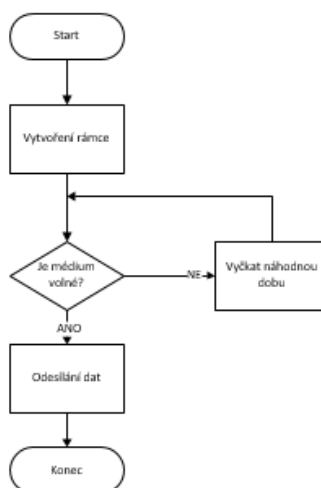 Start
Vytvoření rámce
Je médium
volné?
NE
Vyčkat náhodnou
dobu
ANO
Odesílání dat
Konec